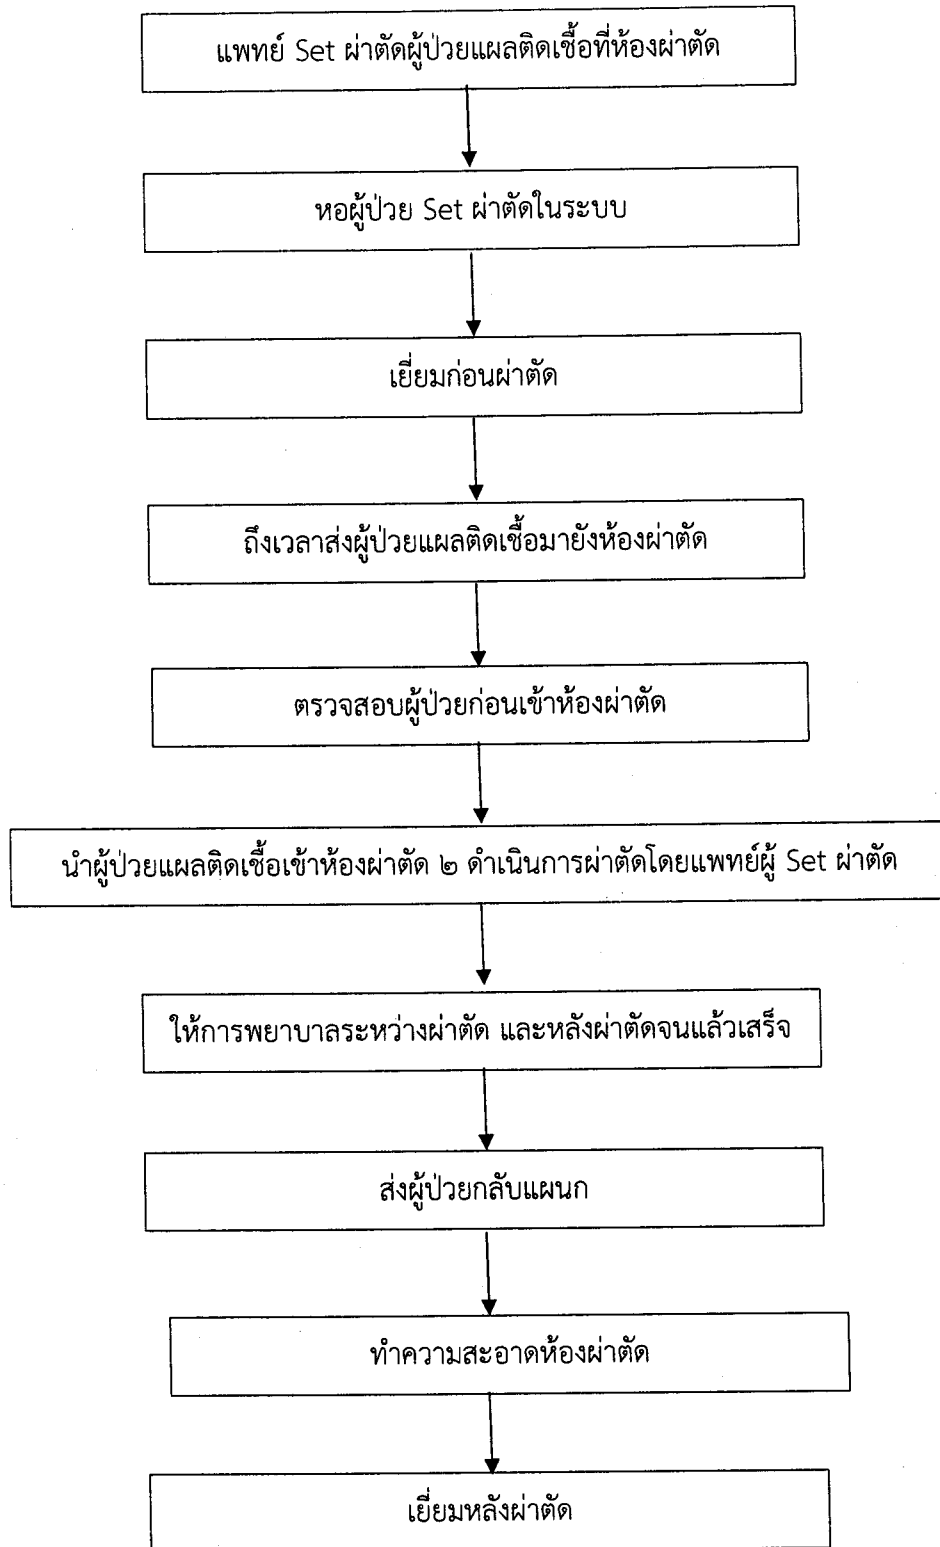 แพทย์ Set ผ่าตัดผู้ป่วยแผลติดเชื้อที่ห้องผ่าตัด
หอผู้ป่วย Set ผ่าตัดในระบบ
เยี่ยมก่อนผ่าตัด
ถึงเวลาส่งผู้ป่วยแผลติดเชื้อมายังห้องผ่าตัด
ตรวจสอบผู้ป่วยก่อนเข้าห้องผ่าตัด
นำผู้ป่วยแผลติดเชื้อเข้าห้องผ่าตัด ๒ ดำเนินการผ่าตัดโดยแพทย์ผู้ Set ผ่าตัด
ให้การพยาบาลระหว่างผ่าตัด และหลังผ่าตัดจนแล้วเสร็จ
ส่งผู้ป่วยกลับแผนก
ทำความสะอาดห้องผ่าตัด
เยี่ยมหลังผ่าตัด